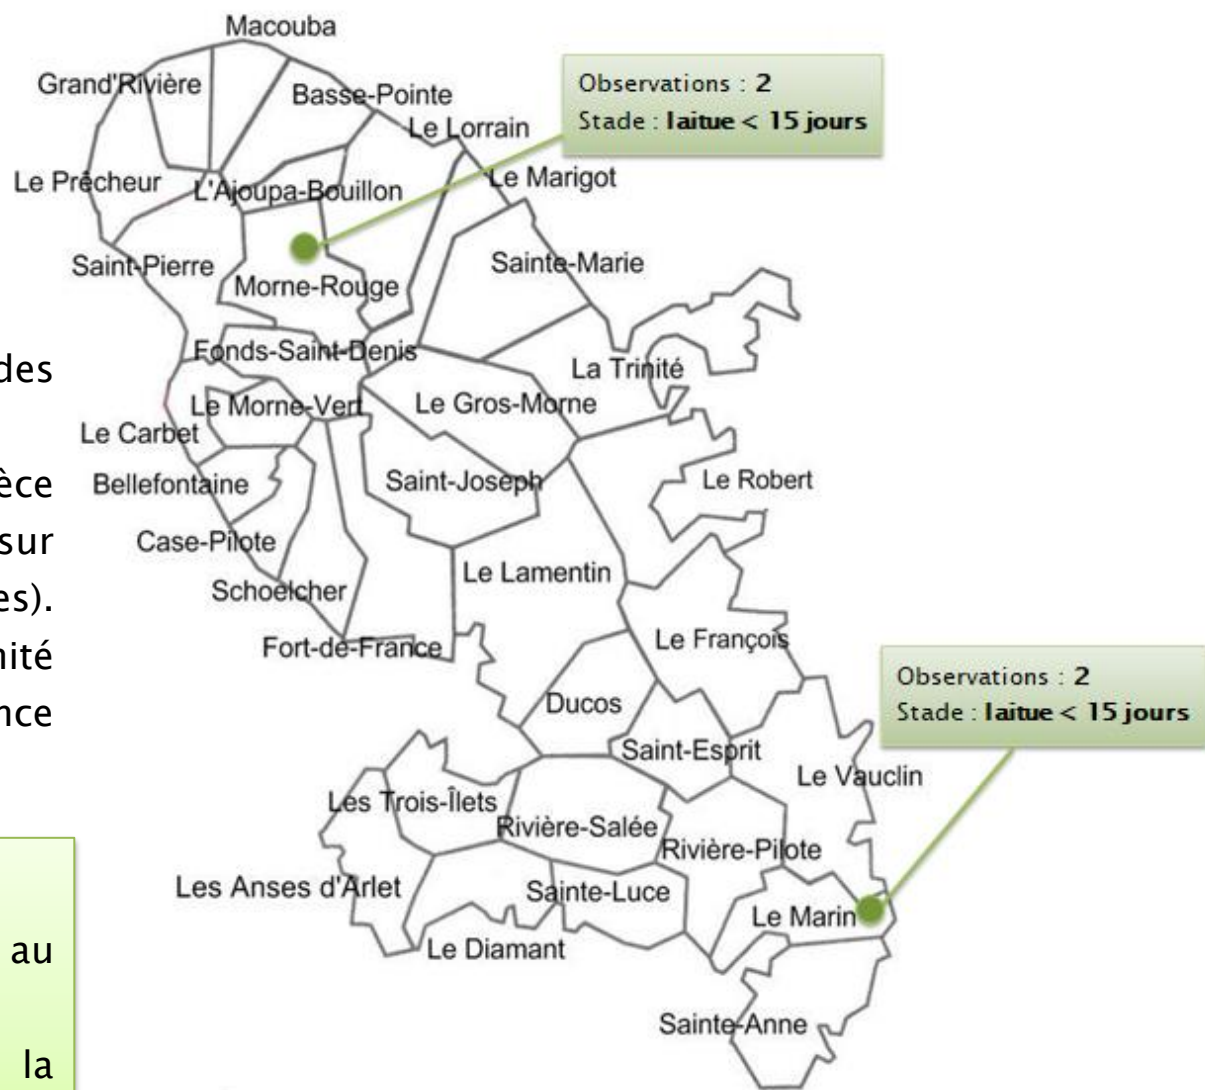 Macouba
Grand'Rivière
Basse-Pointe
Observations : 2
Stade : laitue < 15 jours
Le Lorrain
Le Prêcheur
L'Ajoupa-Bouillon
Le Marigot
Saint-Pierre
Morne-Rouge
Sainte-Marie
des
Fonds-Saint-Denis
La Trinité
Le Morne-Vert
Le Gros-Morne
Le Carbet
èce
Bellefontaine
Saint-Joseph
Le Robert
sur
Case-Pilote
Schoelcher
Le Lamentin
es).
Fort-de-France
Le François
nité
Observations : 2
Stade : laitue < 15 jours
nce
Ducos
Saint-Esprit
Le Vauclin
Les Trois-Îlets
Rivière-Salée
Rivière-Pilote
Les Anses d'Arlet
Sainte-Luce
Le Marin
au
Le Diamant
Sainte-Anne
la